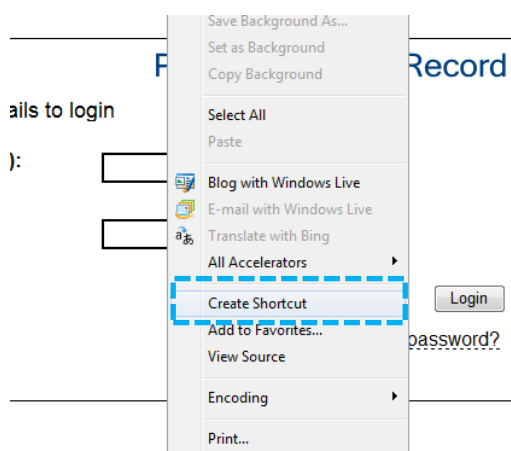 Save Background As...
Set as Background
Record
Copy Background
ails to login
Select All
Paste
):
Blog with Windows Live
E-mail with Windows Live
Translate with Bing
All Accelerators
Create Shortcut
Login
Add to Favorites...
password?
View Source
Encoding
Print...